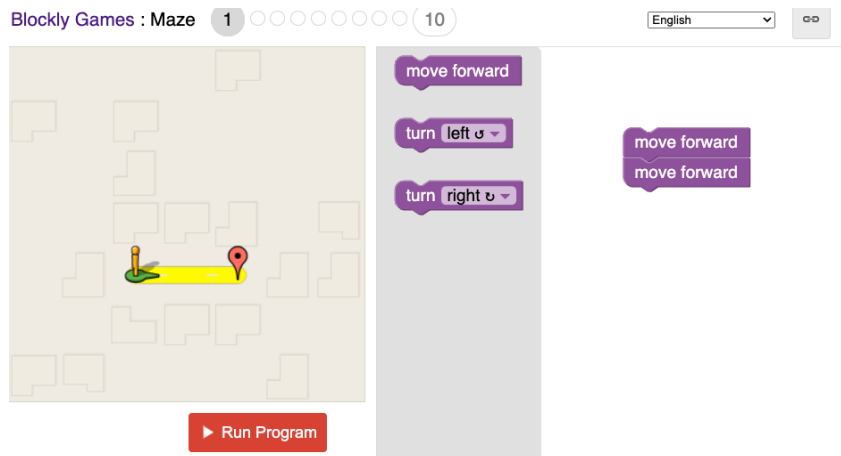 Blockly Games : Maze 1 10 English
move forward
turn left ↺
turn right ↻
move forward
move forward
Run Program